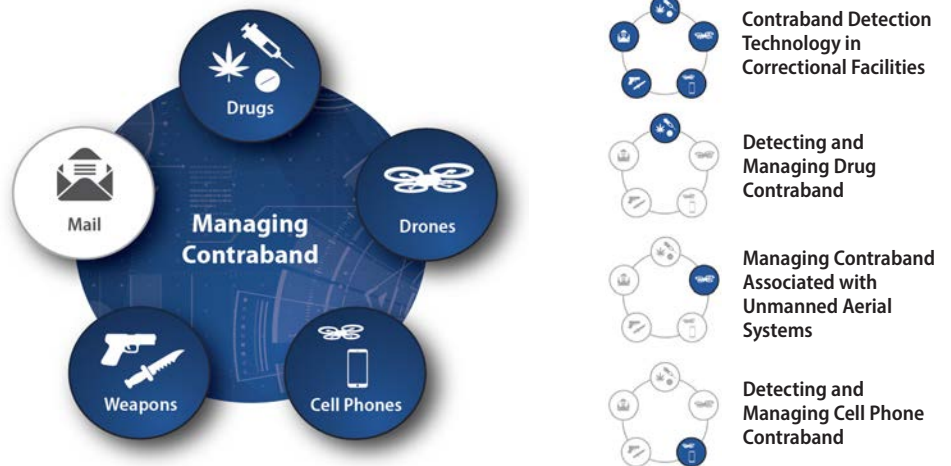 Drugs
Mail
Managing
Contraband
Drones
Weapons
Cell Phones
Contraband Detection
Technology in
Correctional Facilities
Detecting and
Managing Drug
Contraband
Managing Contraband
Associated with
Unmanned Aerial
Systems
Detecting and
Managing Cell Phone
Contraband